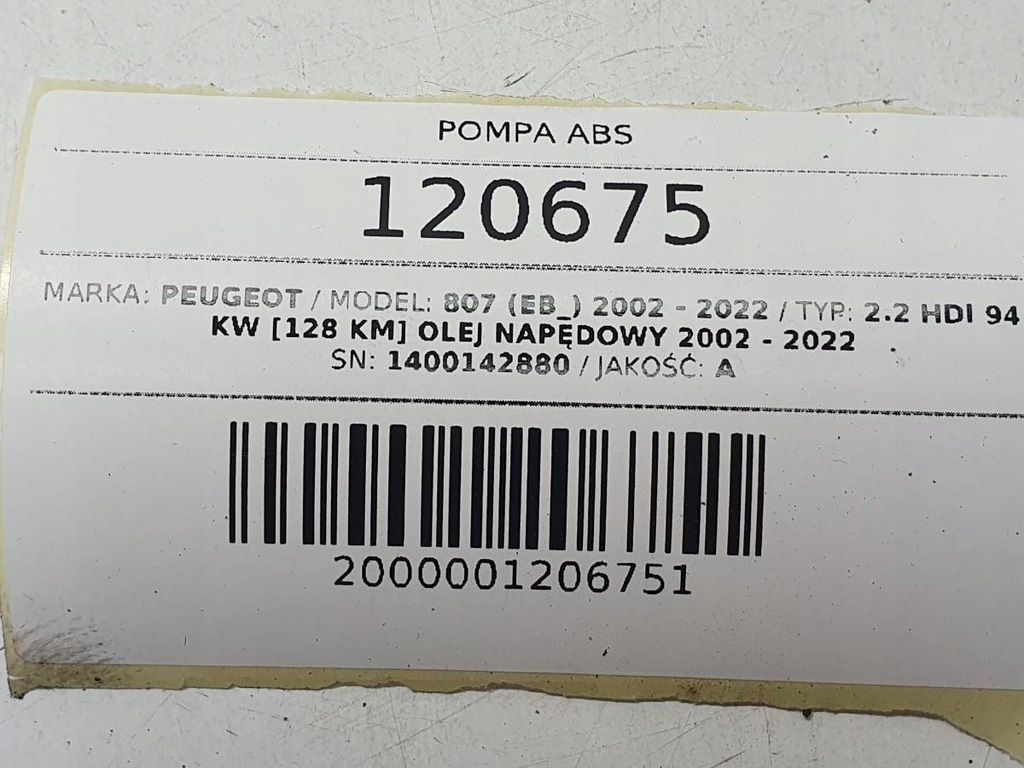 POMPA ABS
120675
MARKA: PEUGEOT / MODEL: 807 (EB_) 2002 - 2022 / TYP: 2.2 HDI 94
KW [128 KM] OLEJ NAPĘDOWY 2002 - 2022
SN: 1400142880 / JAKOŚĆ: A
2000001206751